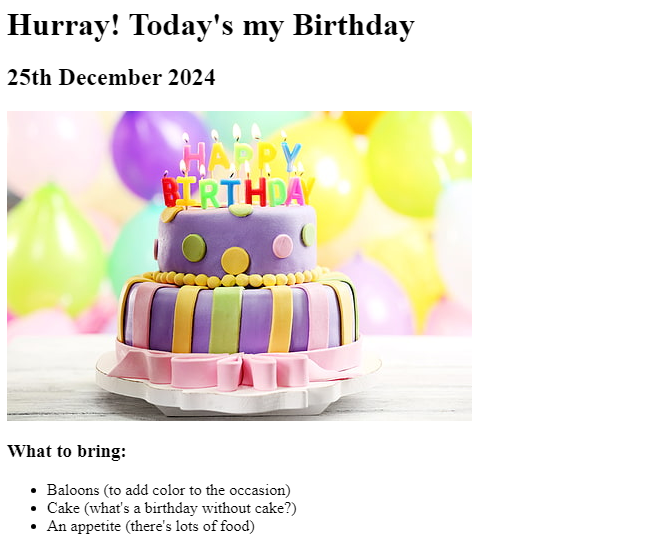 Hurray! Today's my Birthday
25th December 2024
HAPPY
BIRTHDAY
What to bring:
Baloons (to add color to the occasion)
Cake (what's a birthday without cake?)
An appetite (there's lots of food)